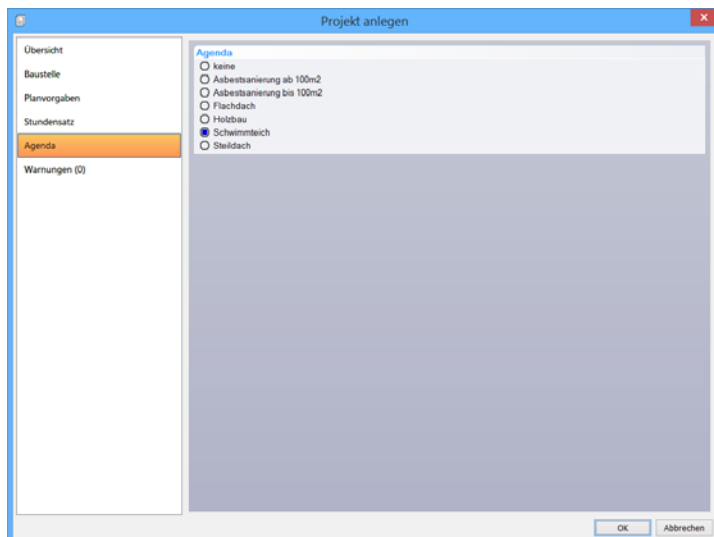 Projekt anlegen
Übersicht
Baustelle
Planvorgaben
Stundensatz
Agenda
Warnungen (0)
Agenda
keine
Asbestsanierung ab 100m2
Asbestsanierung bis 100m2
Flachdach
Holzbau
Schwimmteich
Steildach
OK
Abbrechen